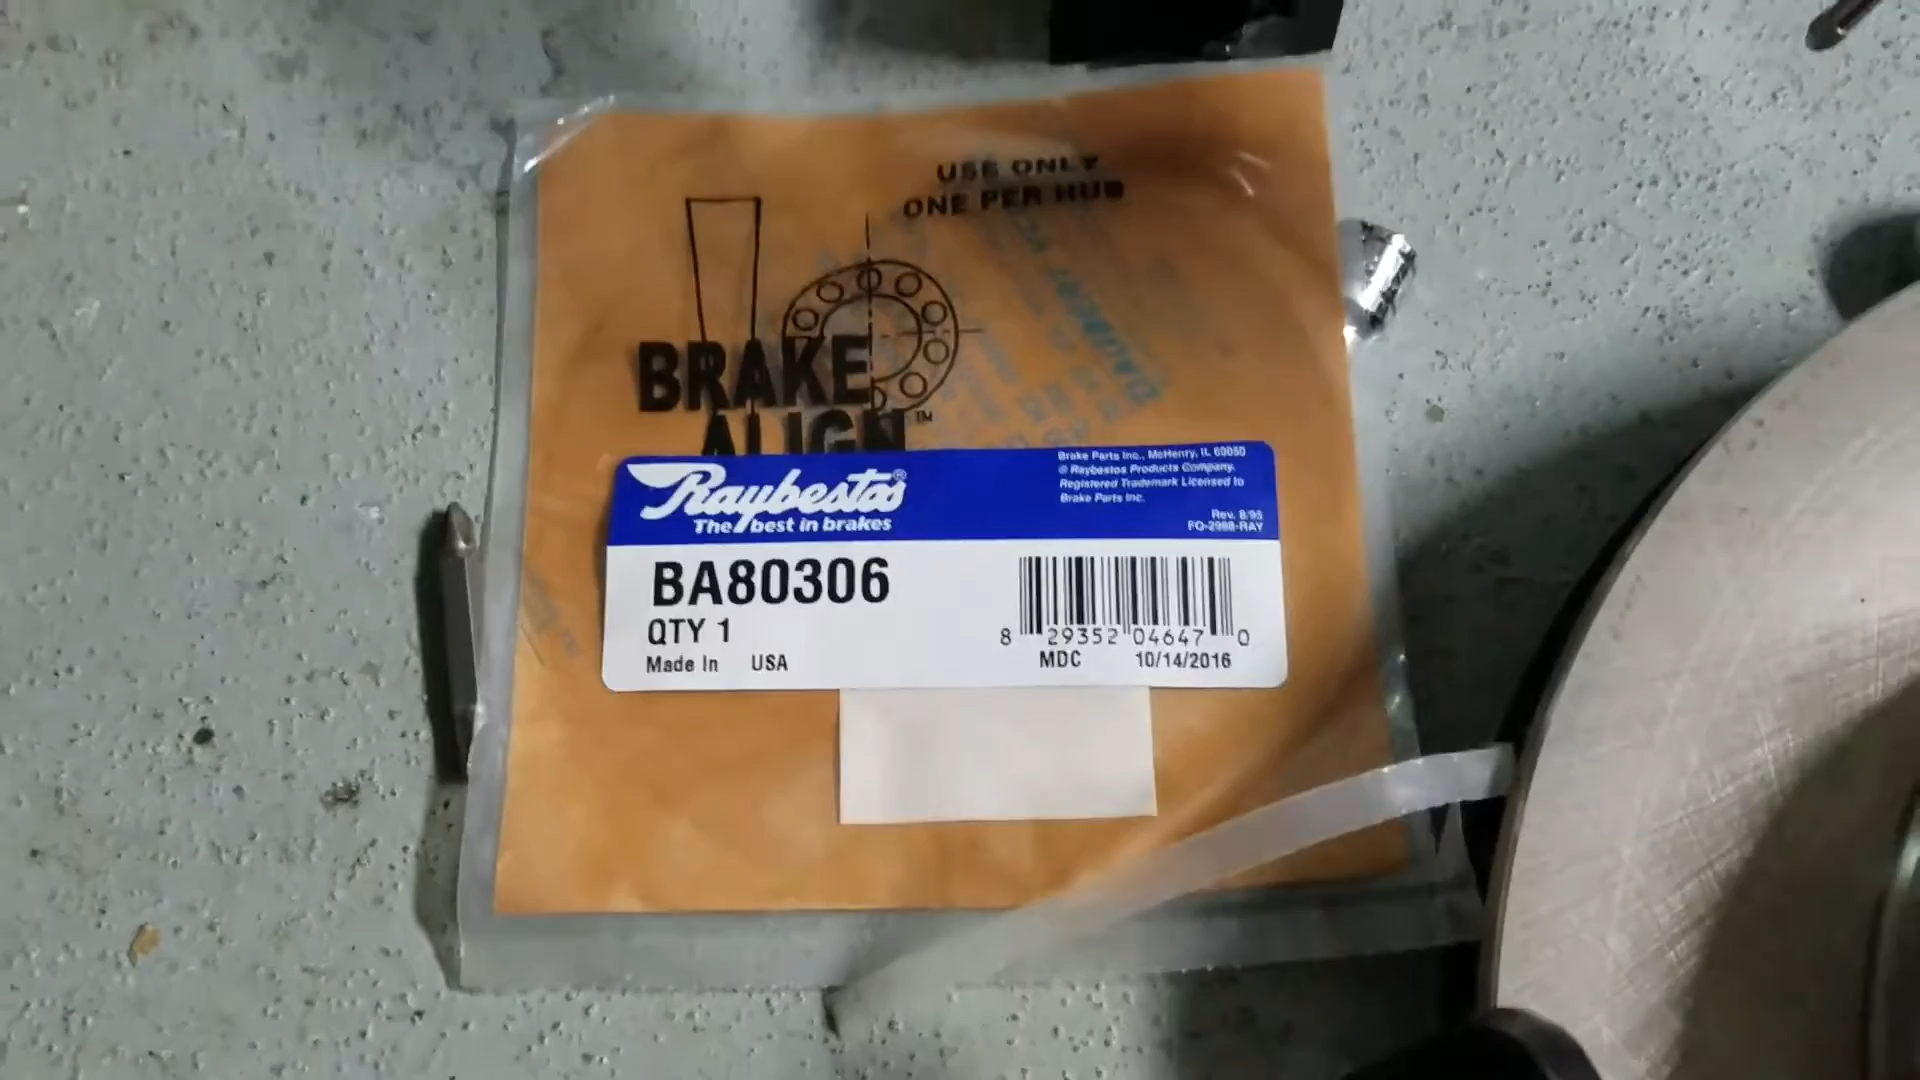 USE ONLY
ONE PER HUB
BRAKE
ALIGN™
Raybestos®
The best in brakes
Brake Parts Inc., McHenry, IL 60050
® Raybestos Products Company.
Registered Trademark Licensed to
Brake Parts Inc.
Rev. 8/95
FO-2988-RAY
BA80306
QTY 1
Made In USA
8 29352 04647 0
MDC 10/14/2016